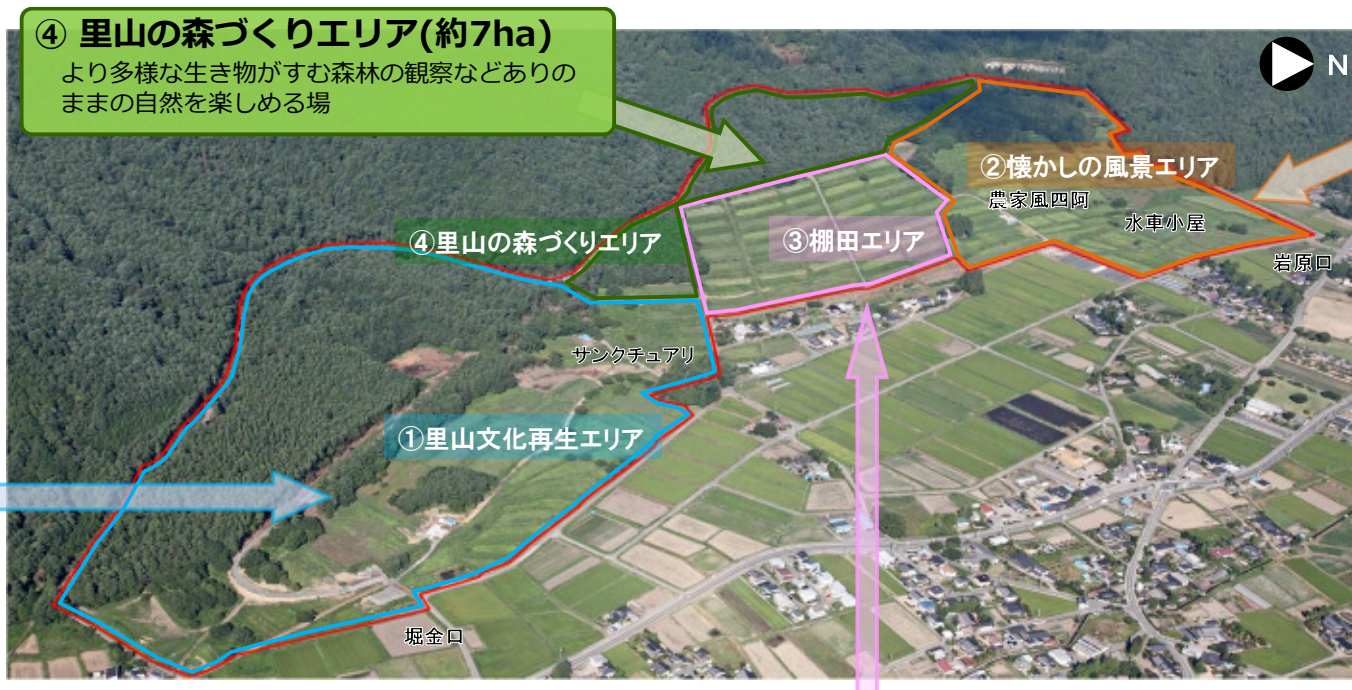 ④ 里山の森づくりエリア(約7ha)
より多様な生き物がすむ森林の観察などありの
ままの自然を楽しめる場
N
②懐かしの風景エリア
農家風四阿
水車小屋
④里山の森づくりエリア
③棚田エリア
岩原口
サンクチュアリ
①里山文化再生エリア
堀金口